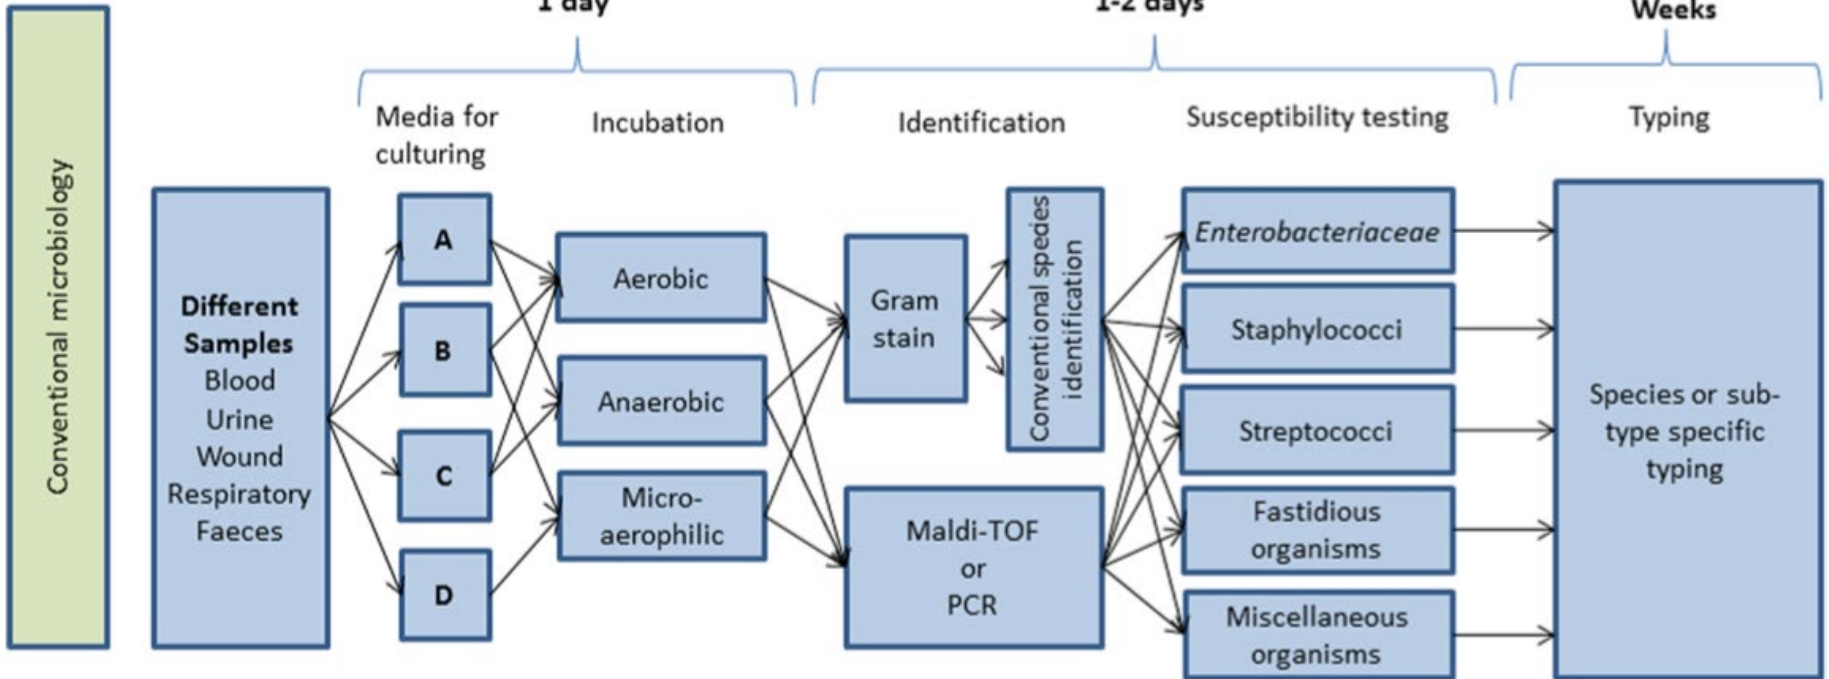 1 day
1-2 days
Weeks
Media for
culturing
Incubation
Identification
Susceptibility testing
Typing
Conventional microbiology
Different
Samples
Blood
Urine
Wound
Respiratory
Faeces
A
B
C
D
Aerobic
Anaerobic
Micro-
aerophilic
Gram
stain
Conventional spedes
identification
Maldi-TOF
or
PCR
Enterobacteriaceae
Staphylococci
Streptococci
Fastidious
organisms
Miscellaneous
organisms
Species or sub-
type specific
typing